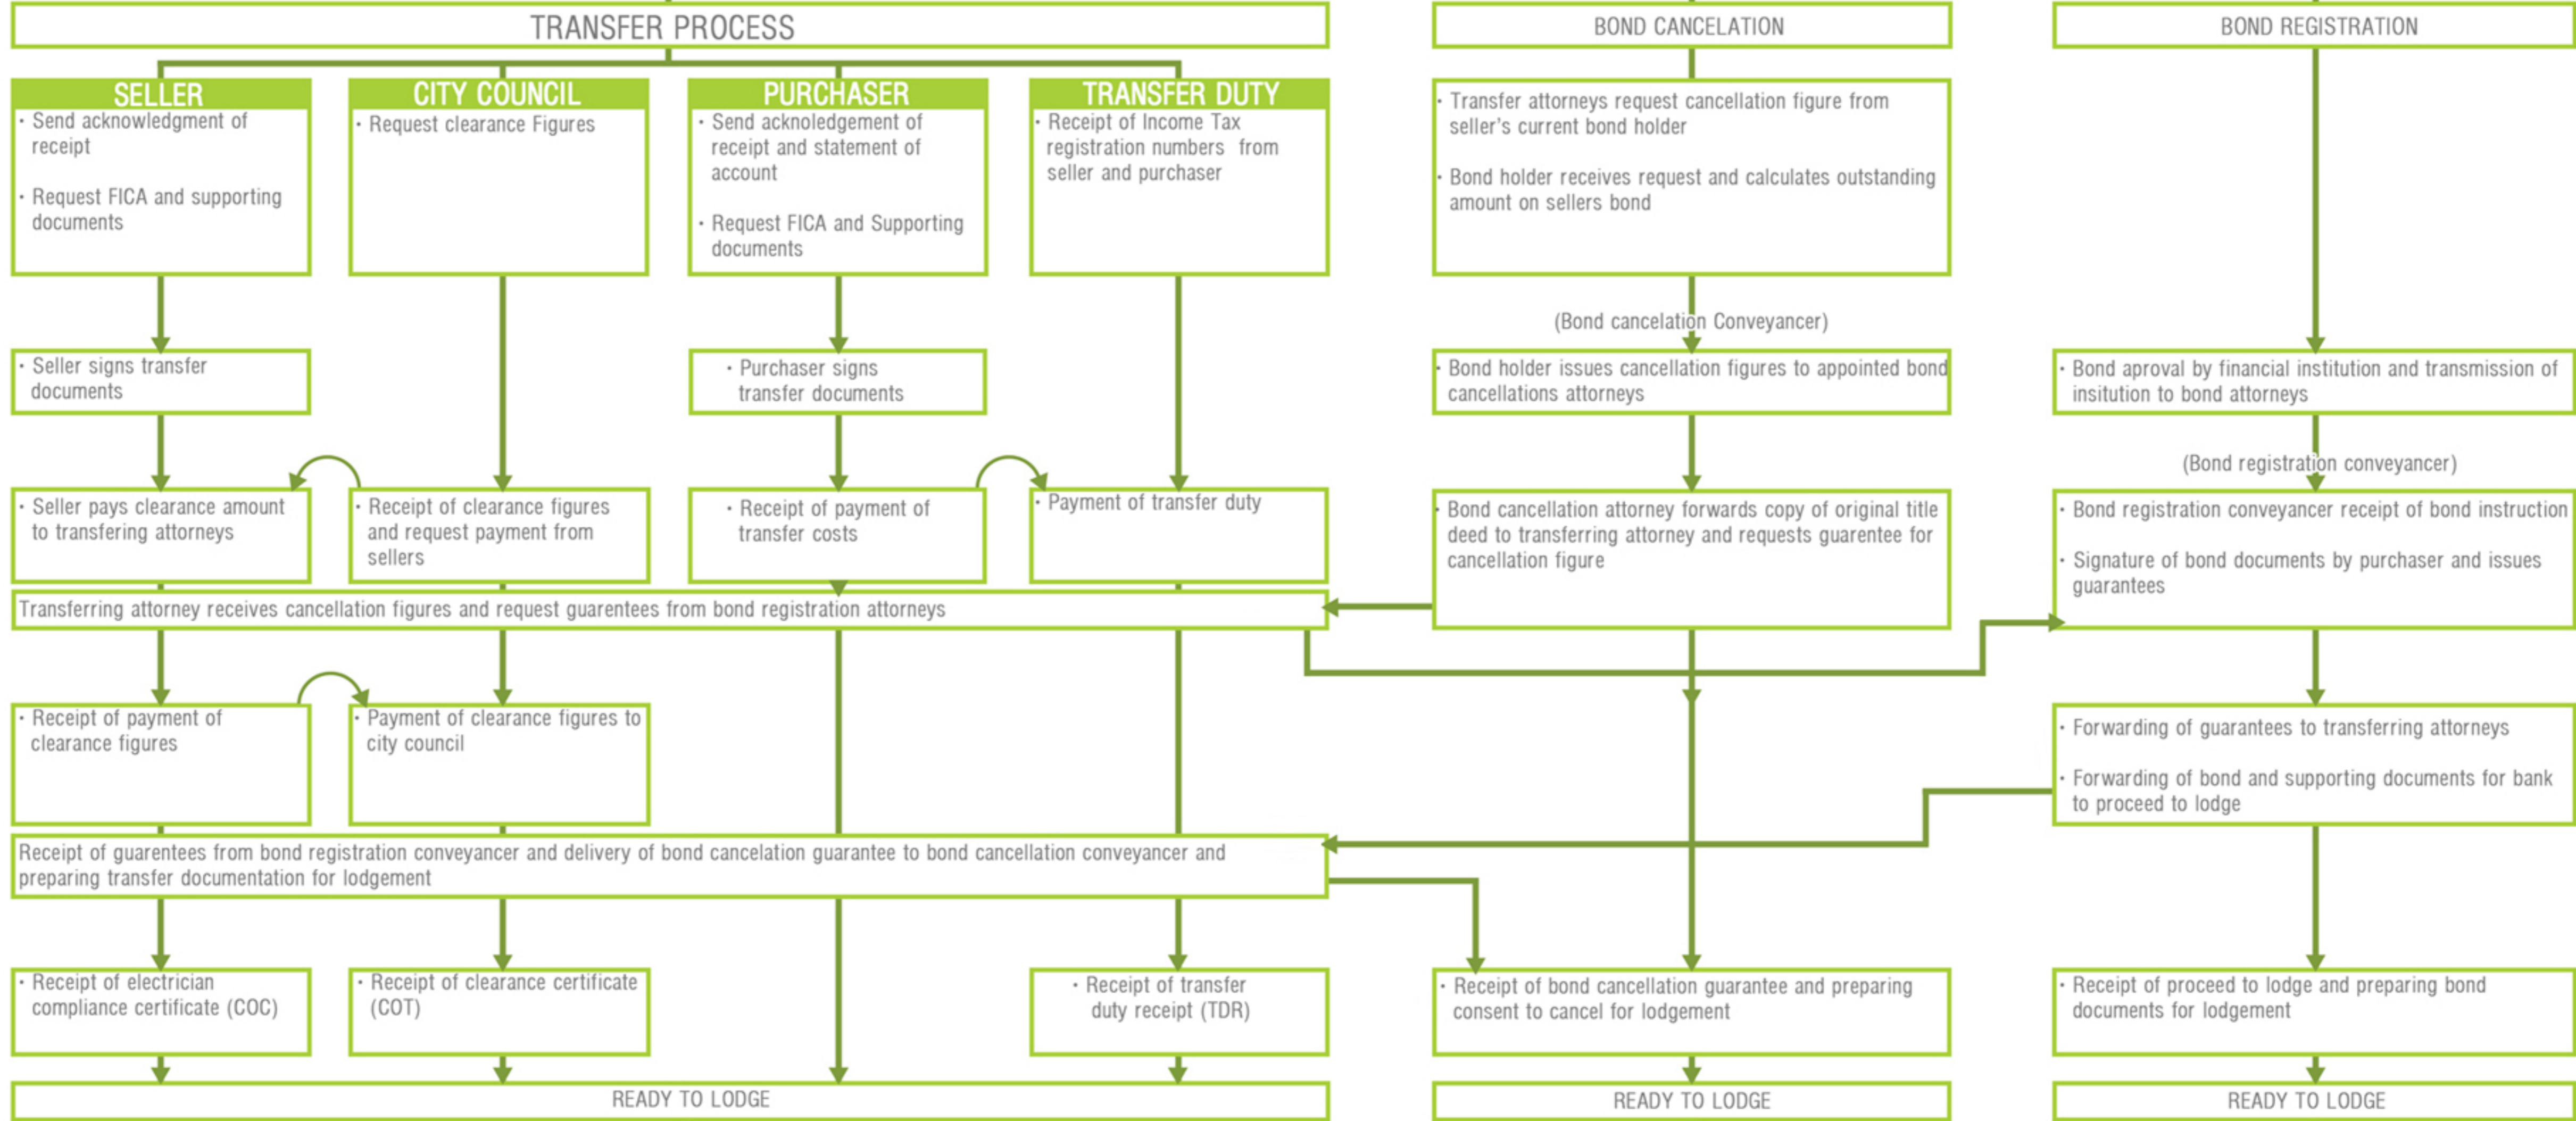 TRANSFER PROCESS
BOND CANCELATION
BOND REGISTRATION
SELLER
· Send acknowledgment of
receipt
· Request FICA and supporting
documents
CITY COUNCIL
· Request clearance Figures
PURCHASER
· Send acknoledgement of
receipt and statement of
account
· Request FICA and Supporting
documents
TRANSFER DUTY
· Receipt of Income Tax
registration numbers from
seller and purchaser
· Transfer attorneys request cancellation figure from
seller's current bond holder
· Bond holder receives request and calculates outstanding
amount on sellers bond
(Bond cancelation Conveyancer)
· Seller signs transfer
documents
· Purchaser signs
transfer documents
· Bond holder issues cancellation figures to appointed bond
cancellations attorneys
· Bond aproval by financial institution and transmission of
insitution to bond attorneys
(Bond registration conveyancer)
· Seller pays clearance amount
to transfering attorneys
· Receipt of clearance figures
and request payment from
sellers
· Receipt of payment of
transfer costs
· Payment of transfer duty
· Bond cancellation attorney forwards copy of original title
deed to transferring attorney and requests guarentee for
cancellation figure
· Bond registration conveyancer receipt of bond instruction
· Signature of bond documents by purchaser and issues
guarantees
Transferring attorney receives cancellation figures and request guarentees from bond registration attorneys
· Receipt of payment of
clearance figures
· Payment of clearance figures to
city council
· Forwarding of guarantees to transferring attorneys
· Forwarding of bond and supporting documents for bank
to proceed to lodge
Receipt of guarentees from bond registration conveyancer and delivery of bond cancelation guarantee to bond cancellation conveyancer and
preparing transfer documentation for lodgement
· Receipt of electrician
compliance certificate (COC)
· Receipt of clearance certificate
(COT)
· Receipt of transfer
duty receipt (TDR)
· Receipt of bond cancellation guarantee and preparing
consent to cancel for lodgement
· Receipt of proceed to lodge and preparing bond
documents for lodgement
READY TO LODGE
READY TO LODGE
READY TO LODGE